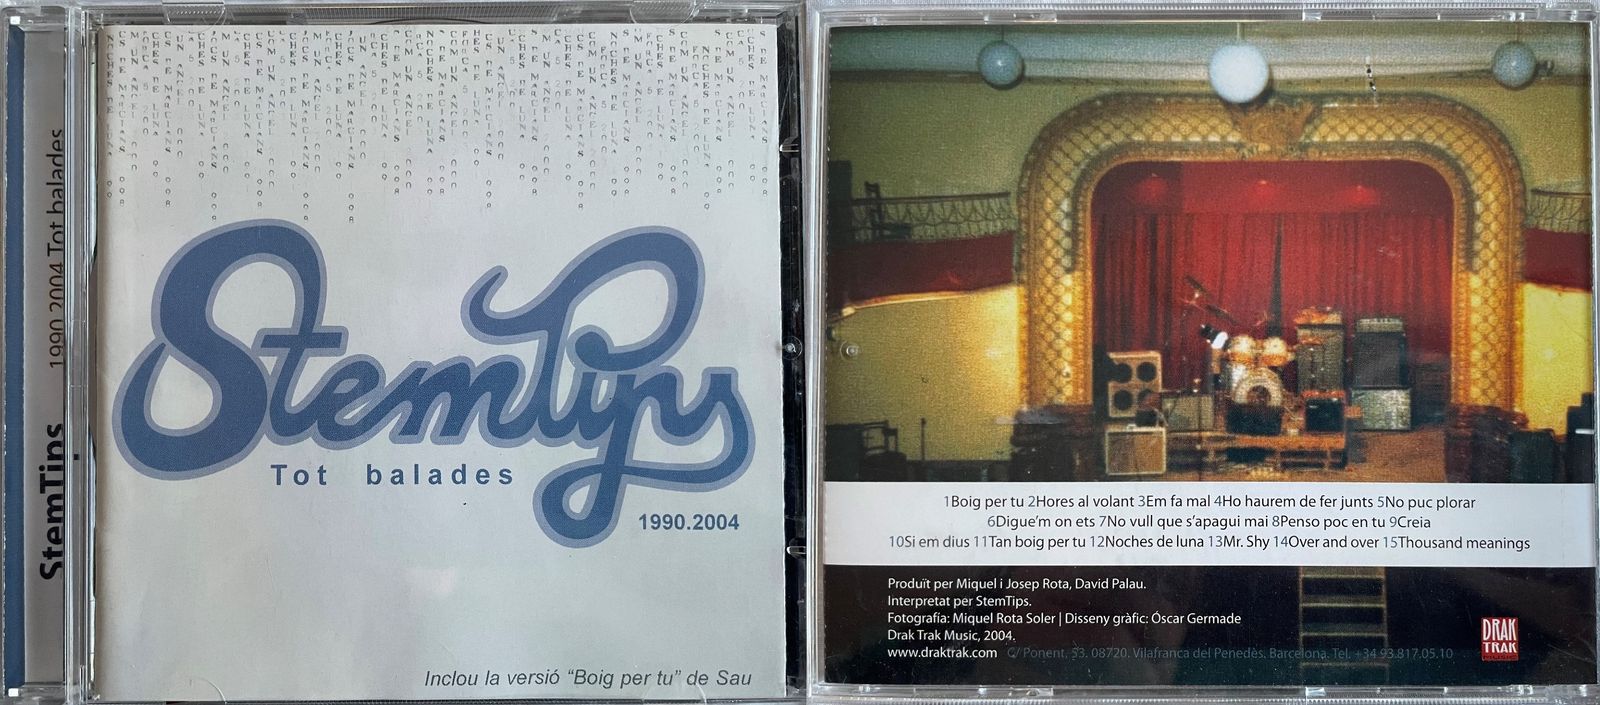 StemTips
1990.2004 Tot balades
StemTips
Tot balades
1990.2004
Inclou la versió “Boig per tu” de Sau
1Boig per tu 2Hores al volant 3Em fa mal 4Ho haurem de fer junts 5No puc plorar
6Digue'm on ets 7No vull que s'apagui mai 8Penso poc en tu 9Creia
10Si em dius 11Tan boig per tu 12Noches de luna 13Mr. Shy 14Over and over 15Thousand meanings
Produït per Miquel i Josep Rota, David Palau.
Interpretat per StemTips.
Fotografía: Miquel Rota Soler | Disseny gràfic: Óscar Germade
Drak Trak Music, 2004.
www.draktrak.com C/ Ponent, 53. 08720. Vilafranca del Penedès. Barcelona. Tel. +34 93.817.05.10
DRAK
TRAK
MUSIC